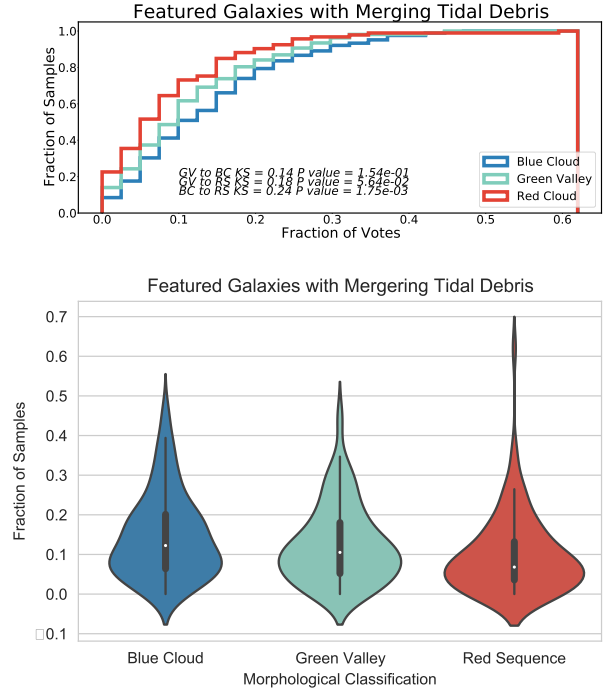 Featured Galaxies with Merging Tidal Debris
1.0
0.8
0.6
0.4
0.2
0.0
Fraction of Samples
GV to BC KS = 0.14 P value = 1.54e-01
GV to RS KS = 0.18 P value = 5.64e-02
BC to RS KS = 0.24 P value = 1.75e-03
Blue Cloud
Green Valley
Red Cloud
0.0 0.1 0.2 0.3 0.4 0.5 0.6
Fraction of Votes
Featured Galaxies with Mergering Tidal Debris
0.7
0.6
0.5
0.4
0.3
0.2
0.1
0.0
□0.1
Fraction of Samples
Blue Cloud Green Valley Red Sequence
Morphological Classification